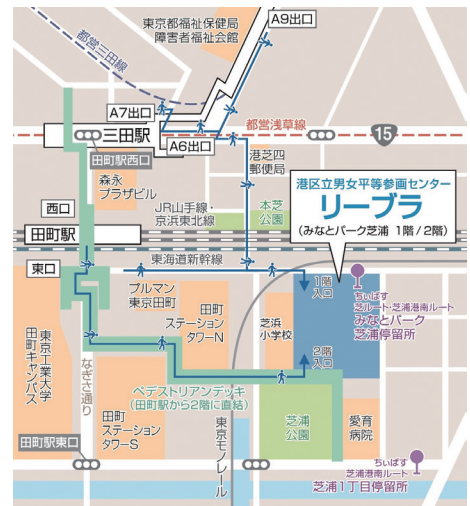 A9出口
東京都福祉保健局
障害者福祉会館
都営三田線
A7出口
三田駅
都営浅草線
15
田町駅西口
A6出口
港芝四
郵便局
森永
プラザビル
港区立男女平等参画センター
リーブラ
(みなとパーク芝浦 1階/2階)
JR山手線・
京浜東北線
本芝
公園
西口
田町駅
東口
東海道新幹線
1階
入口
ちぃばす
芝ルート・芝浦港南ルート
みなとパーク
芝浦停留所
プルマン
東京田町
田町
ステーション
タワーN
芝浜
小学校
2階
入口
東京工業大学
田町キャンパス
なぎさ通り
ペデストリアンデッキ
(田町駅から2階に直結)
田町
ステーション
タワーS
東京モノレール
芝浦
公園
愛育
病院
田町駅東口
ちぃばす
芝浦港南ルート
芝浦1丁目停留所